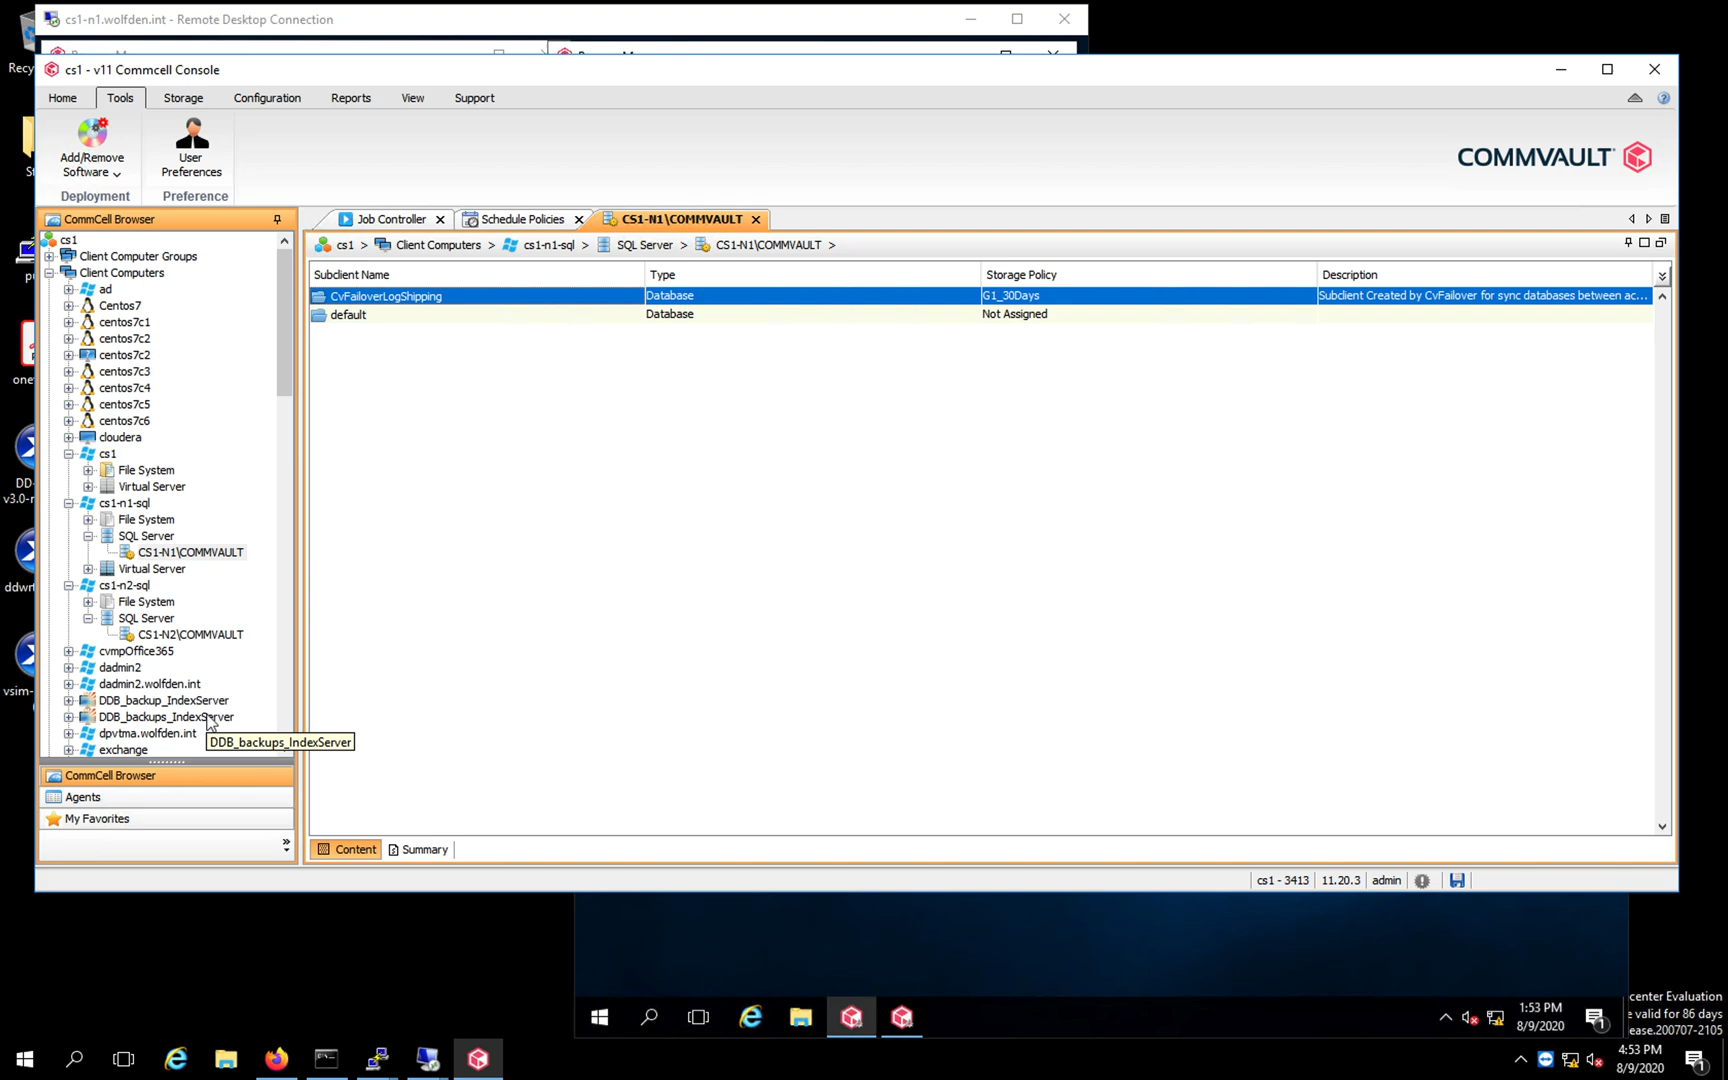 cs1-n1.wolfden.int - Remote Desktop Connection
cs1 - v11 Commcell Console
Home Tools Storage Configuration Reports View Support
Add/Remove Software
User Preferences
Deployment Preference
COMMVAULT
CommCell Browser
Job Controller Schedule Policies CS1-N1\COMMVAULT
cs1 > Client Computers > cs1-n1-sql > SQL Server > CS1-N1\COMMVAULT >
Subclient Name Type Storage Policy Description
CvFailoverLogShipping Database G1_30Days Subclient Created by CvFailover for sync databases between ac...
default Database Not Assigned
cs1
Client Computer Groups
Client Computers
ad
Centos7
centos7c1
centos7c2
centos7c2
centos7c3
centos7c4
centos7c5
centos7c6
cloudera
cs1
File System
Virtual Server
cs1-n1-sql
File System
SQL Server
CS1-N1\COMMVAULT
Virtual Server
cs1-n2-sql
File System
SQL Server
CS1-N2\COMMVAULT
cvmpOffice365
dadmin2
dadmin2.wolfden.int
DDB_backup_IndexServer
DDB_backups_IndexServer
dpvtma.wolfden.int
DDB_backups_IndexServer
exchange
CommCell Browser
Agents
My Favorites
Content Summary
cs1 - 3413 11.20.3 admin
Recy
one
DD-
v3.0-r
ddwrt
vsim-
1:53 PM
8/9/2020
center Evaluation
e valid for 86 days
ease.200707-2105
4:53 PM
8/9/2020